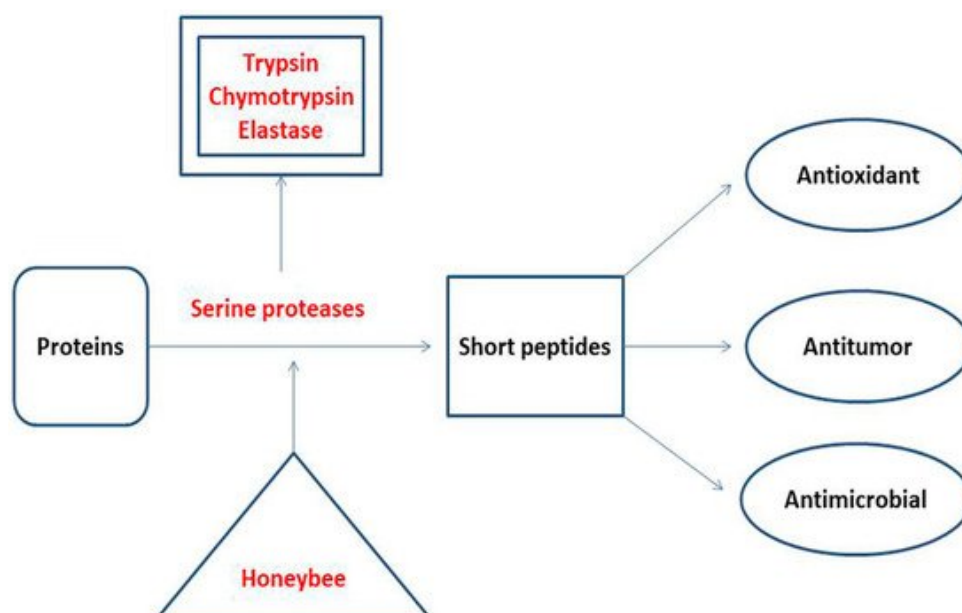 Trypsin
Chymotrypsin
Elastase
Antioxidant
Serine proteases
Proteins
Short peptides
Antitumor
Antimicrobial
Honeybee